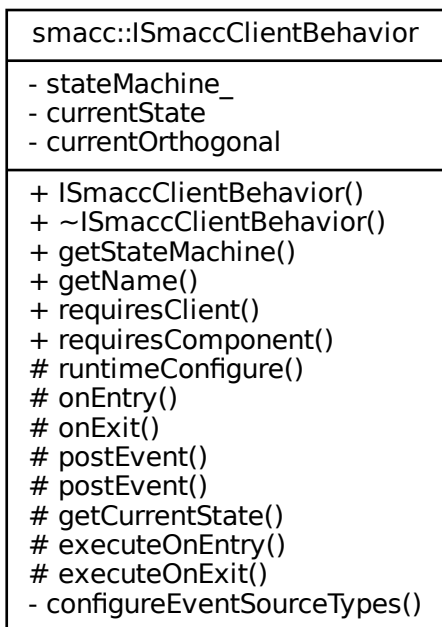 smacc::ISmaccClientBehavior
- stateMachine_
- currentState
- currentOrthogonal
+ ISmaccClientBehavior()
+ ~ISmaccClientBehavior()
+ getStateMachine()
+ getName()
+ requiresClient()
+ requiresComponent()
# runtimeConfigure()
# onEntry()
# onExit()
# postEvent()
# postEvent()
# getCurrentState()
# executeOnEntry()
# executeOnExit()
- configureEventSourceTypes()